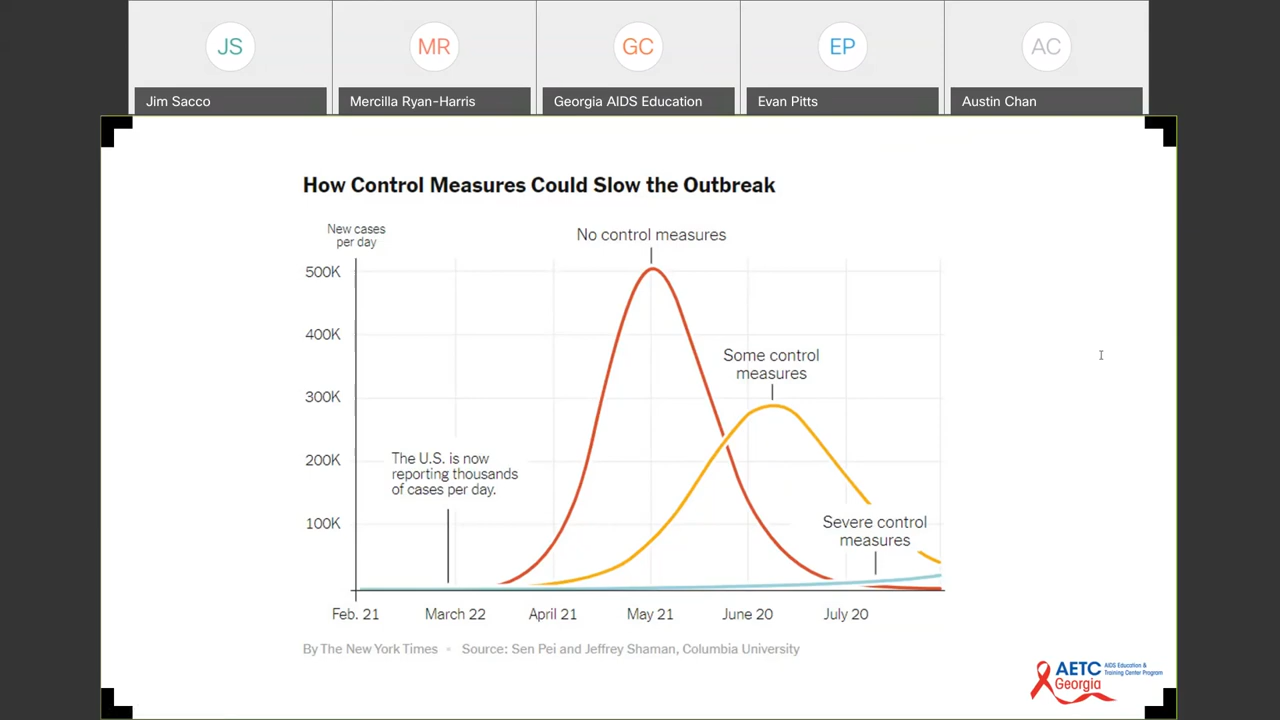 JS
MR
GC
EP
AC
Jim Sacco
Mercilla Ryan-Harris
Georgia AIDS Education
Evan Pitts
Austin Chan
How Control Measures Could Slow the Outbreak
New cases
per day
No control measures
500K
400K
Some control
measures
300K
The U.S. is now
reporting thousands
of cases per day.
200K
Severe control
measures
100K
Feb. 21
March 22
April 21
May 21
June 20
July 20
By The New York Times • Source: Sen Pei and Jeffrey Shaman, Columbia University
AETC
AIDS Education &
Training Center Program
Georgia